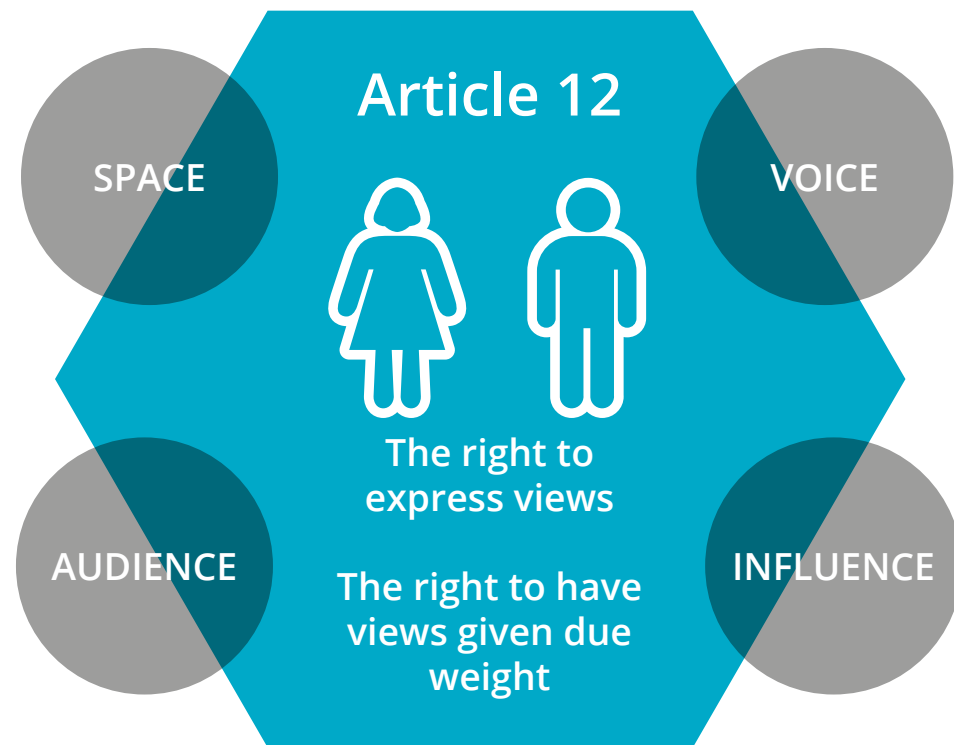 Article 12
SPACE
VOICE
The right to
express views
AUDIENCE
INFLUENCE
The right to have
views given due
weight